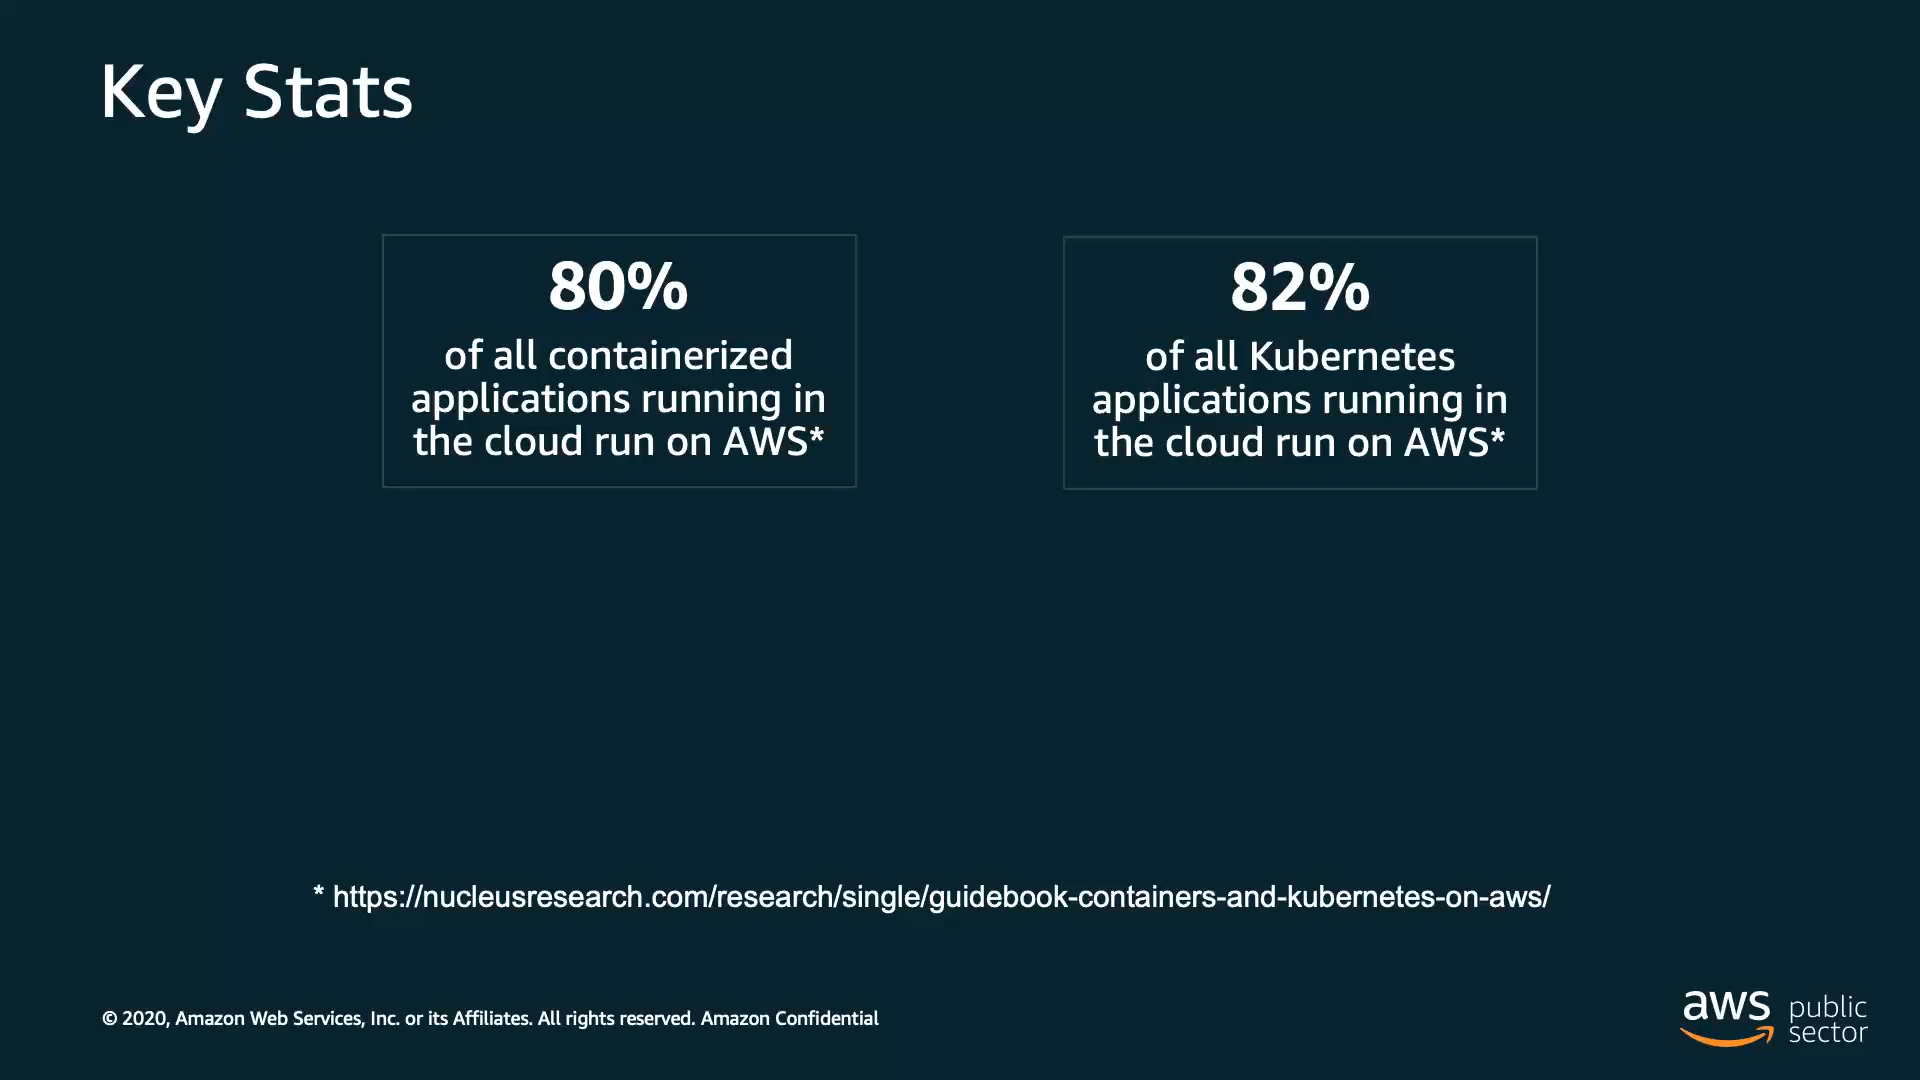 Key Stats
80%
of all containerized
applications running in
the cloud run on AWS*
82%
of all Kubernetes
applications running in
the cloud run on AWS*
* https://nucleusresearch.com/research/single/guidebook-containers-and-kubernetes-on-aws/
© 2020, Amazon Web Services, Inc. or its Affiliates. All rights reserved. Amazon Confidential
aws public
sector